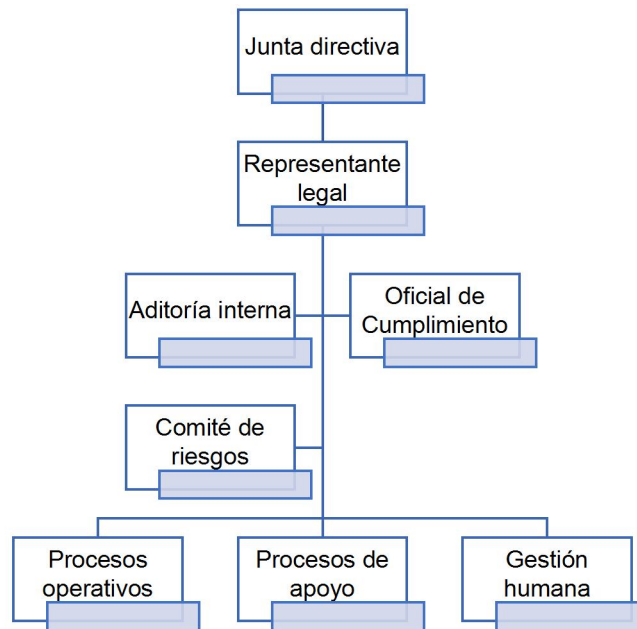 Junta directiva
Representante
legal
Aditoría interna
Oficial de
Cumplimiento
Comité de
riesgos
Procesos
operativos
Procesos de
apoyo
Gestión
humana